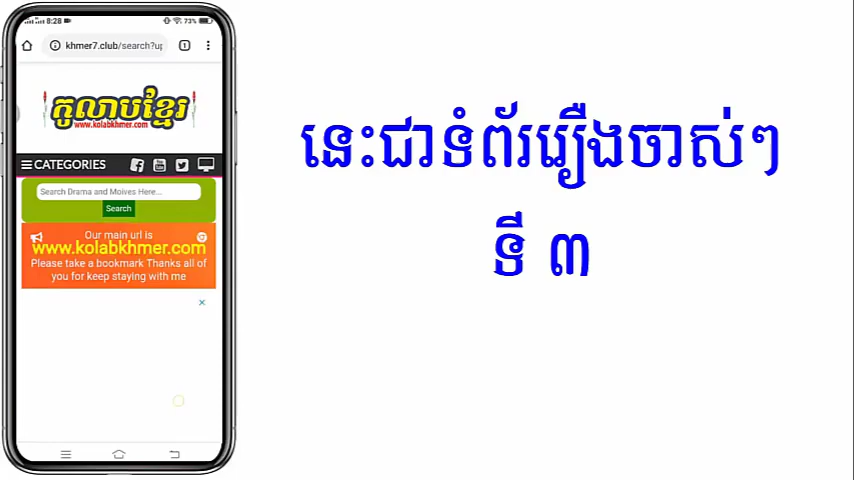 8:28
73%
khmer7.club/search?up
1
កូលាបខ្មែរ
www.kolabkhmer.com
CATEGORIES
Search Drama and Moives Here...
Search
Our main url is
www.kolabkhmer.com
Please take a bookmark Thanks all of
you for keep staying with me
នេះជាទំព័ររឿងចាស់ៗ
ទី ៣